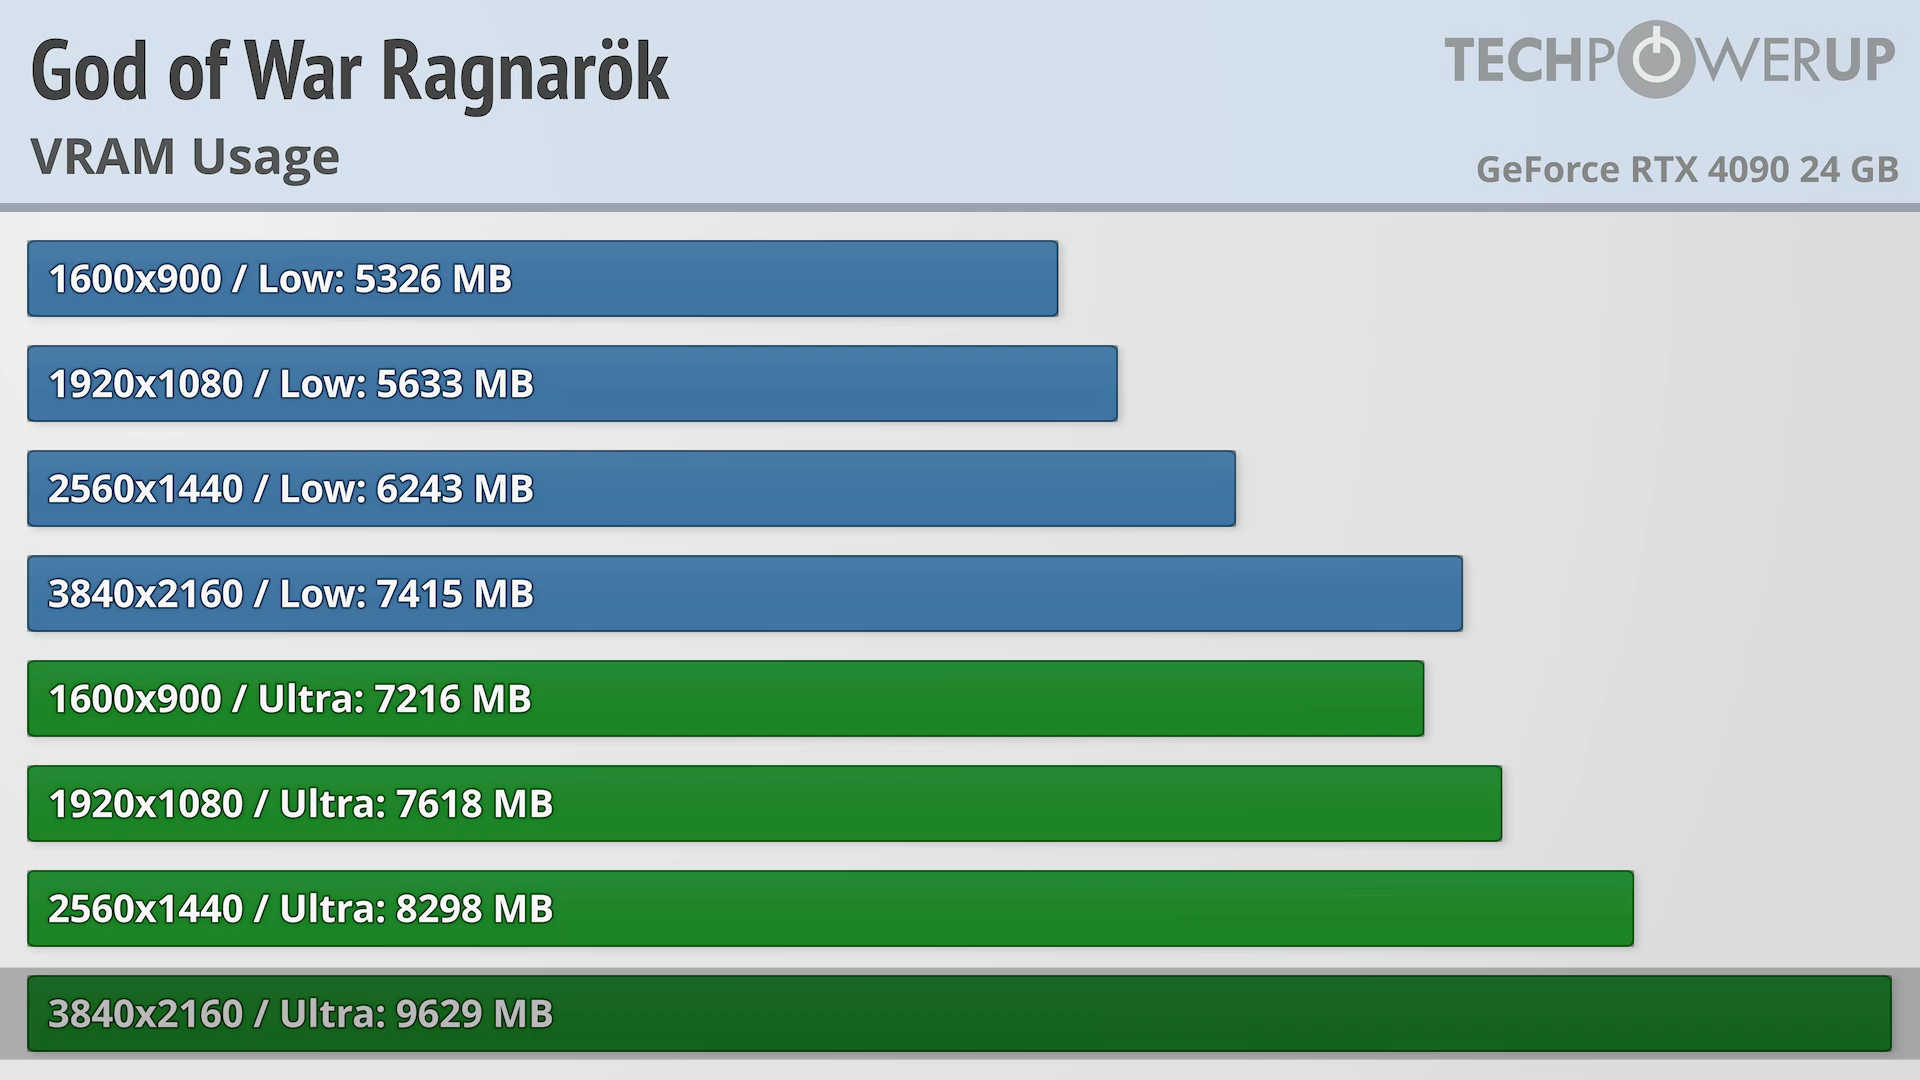 God of War Ragnarök
TECHPOWERUP
VRAM Usage
GeForce RTX 4090 24 GB
1600x900 / Low: 5326 MB
1920x1080 / Low: 5633 MB
2560x1440 / Low: 6243 MB
3840x2160 / Low: 7415 MB
1600x900 / Ultra: 7216 MB
1920x1080 / Ultra: 7618 MB
2560x1440 / Ultra: 8298 MB
3840x2160 / Ultra: 9629 MB